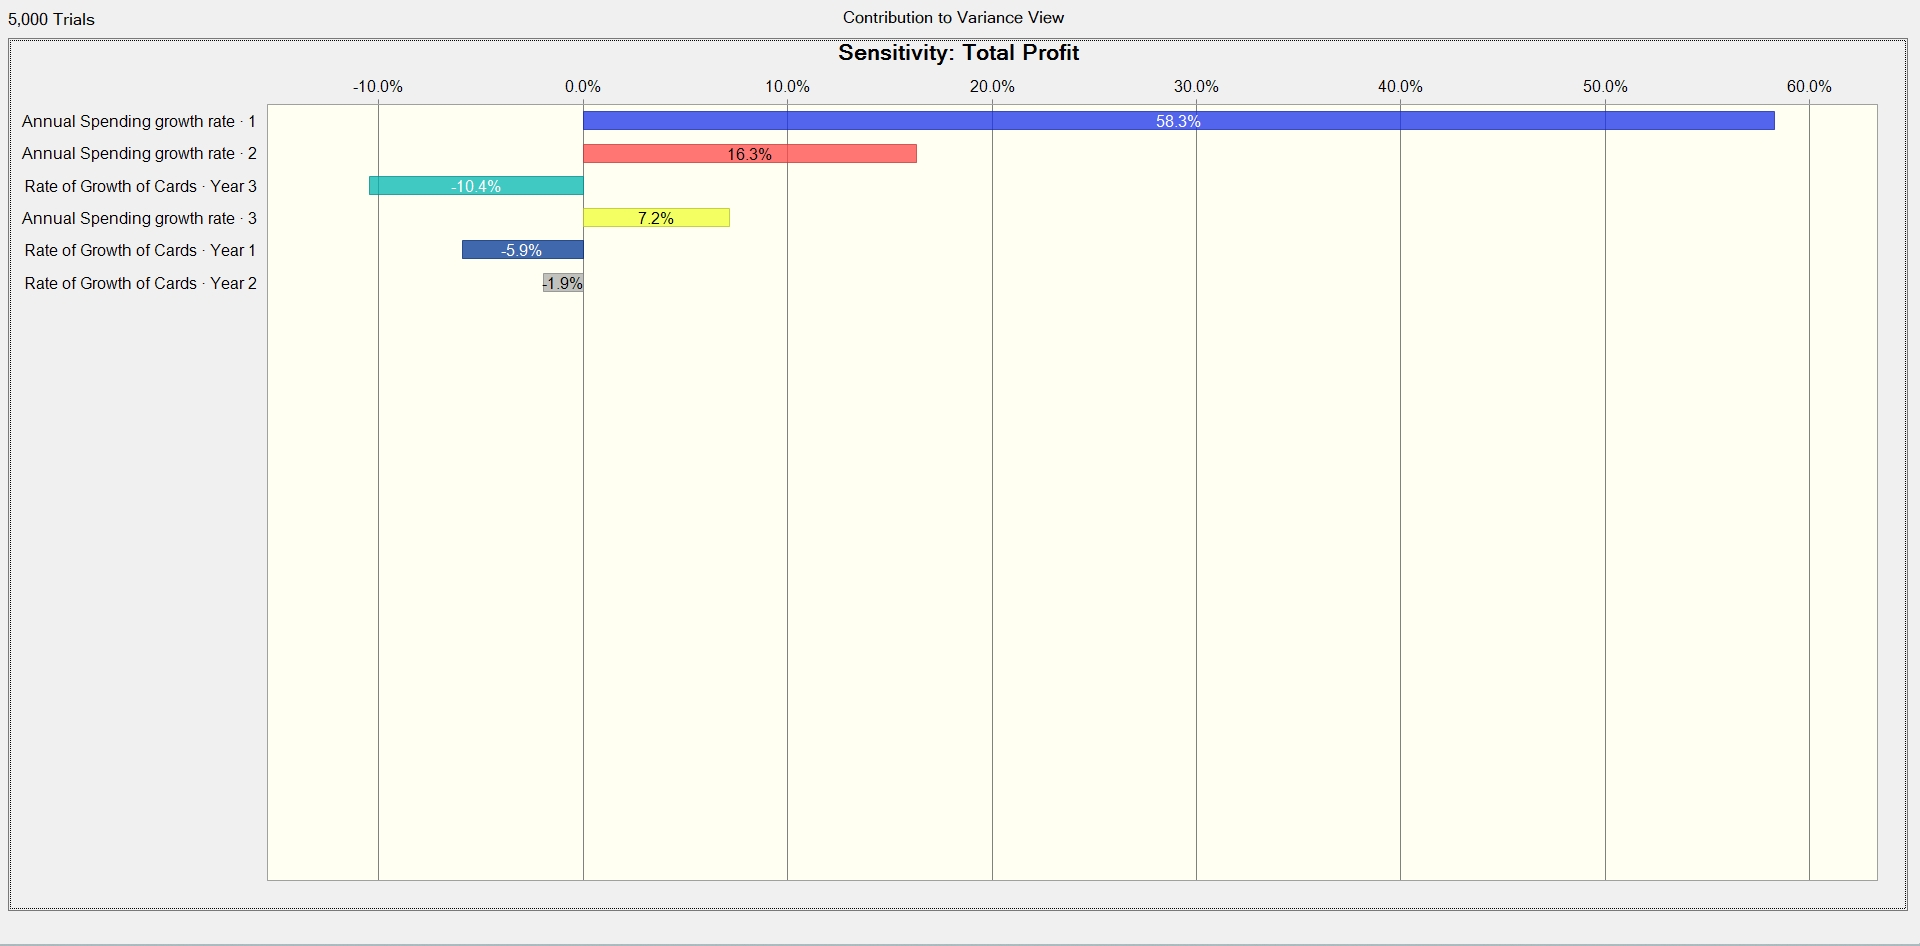 5,000 Trials
Contribution to Variance View
Sensitivity: Total Profit
-10.0% 0.0% 10.0% 20.0% 30.0% 40.0% 50.0% 60.0%
Annual Spending growth rate · 1 58.3%
Annual Spending growth rate · 2 16.3%
Rate of Growth of Cards · Year 3 -10.4%
Annual Spending growth rate · 3 7.2%
Rate of Growth of Cards · Year 1 -5.9%
Rate of Growth of Cards · Year 2 -1.9%